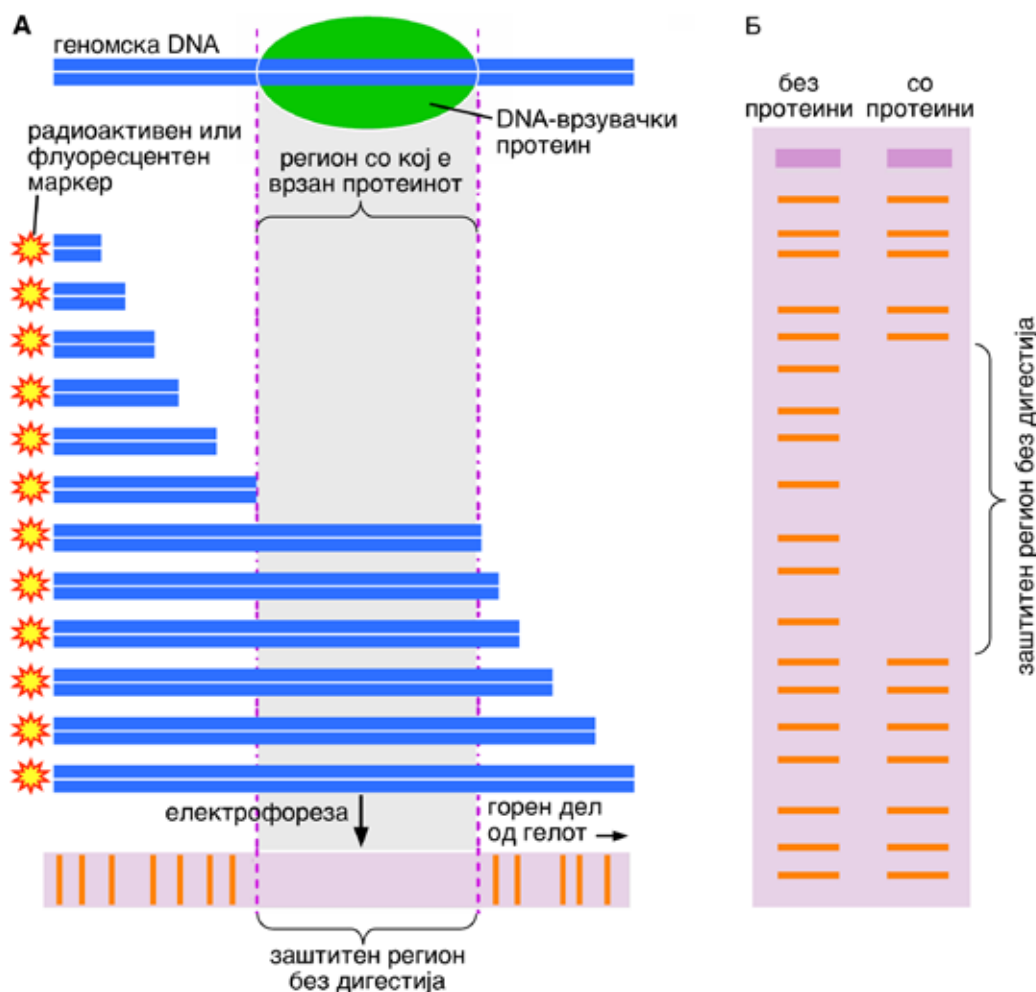 А
геномска DNA
DNA-врзувачки
протеин
радиоактивен или
флуоресцентен
маркер
регион со кој е
врзан протеинот
електрофореза
горен дел
од гелот
заштитен регион
без дигестија
Б
без
протеини
со
протеини
заштитен регион без дигестија